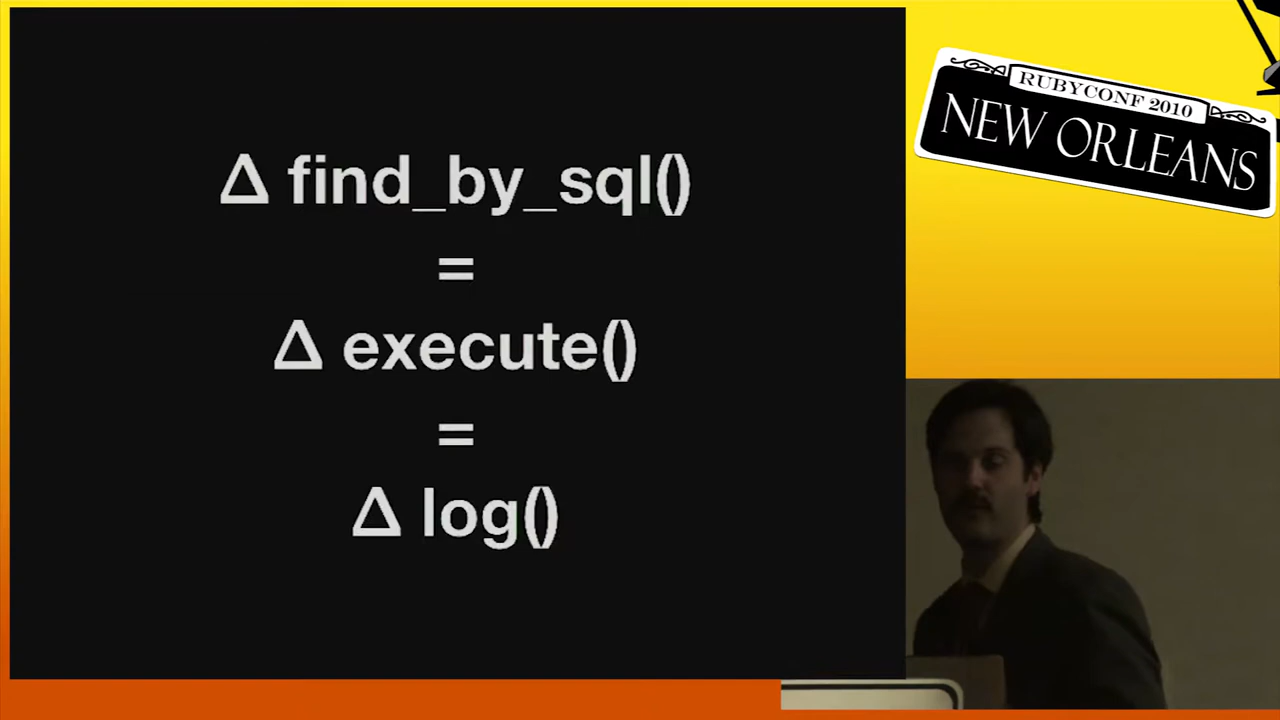 Δ find_by_sql()
=
Δ execute()
=
Δ log()
RUBYCONF 2010
NEW ORLEANS